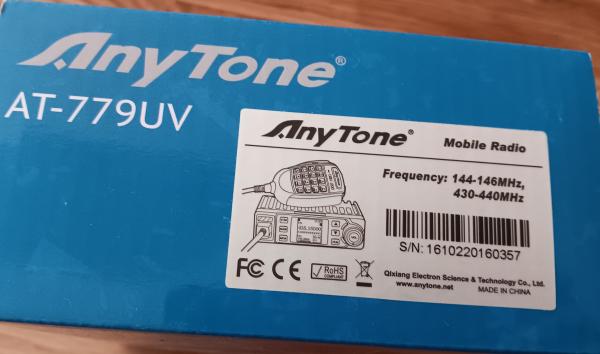 AnyTone®
AT-779UV
AnyTone®
Mobile Radio
Frequency: 144-146MHz,
430-440MHz
S/N: 1610220160357
FC CE RoHS
COMPLIANT
Qixiang Electron Science & Technology Co., Ltd.
www.anytone.net MADE IN CHINA